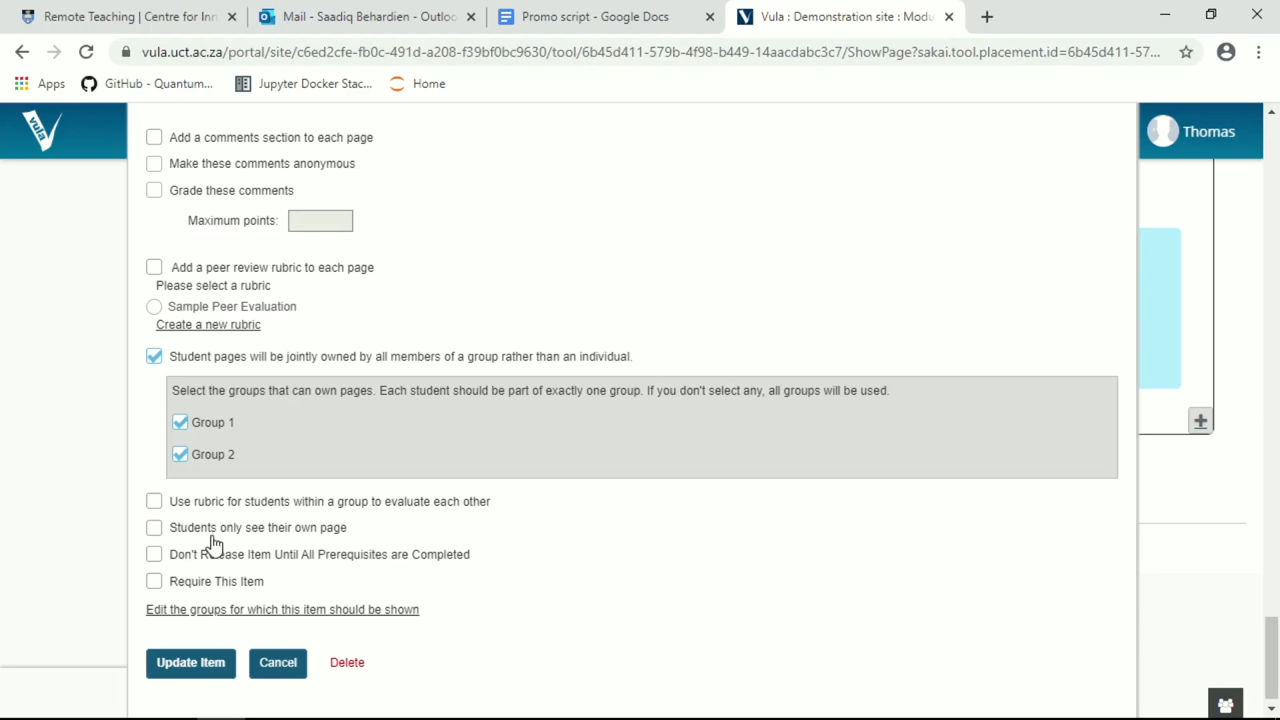 Remote Teaching | Centre for Inn
Mail - Saadiq Behardien - Outloo
Promo script - Google Docs
Vula : Demonstration site : Modu
vula.uct.ac.za/portal/site/c6ed2cfe-fb0c-491d-a208-f39bf0bc9630/tool/6b45d411-579b-4f98-b449-14aacdabc3c7/ShowPage?sakai.tool.placement.id=6b45d411-57...
Apps
GitHub - Quantum...
Jupyter Docker Stac...
Home
vula
Thomas
Add a comments section to each page
Make these comments anonymous
Grade these comments
Maximum points:
Add a peer review rubric to each page
Please select a rubric
Sample Peer Evaluation
Create a new rubric
Student pages will be jointly owned by all members of a group rather than an individual.
Select the groups that can own pages. Each student should be part of exactly one group. If you don't select any, all groups will be used.
Group 1
Group 2
Use rubric for students within a group to evaluate each other
Students only see their own page
Don't Release Item Until All Prerequisites are Completed
Require This Item
Edit the groups for which this item should be shown
Update Item
Cancel
Delete